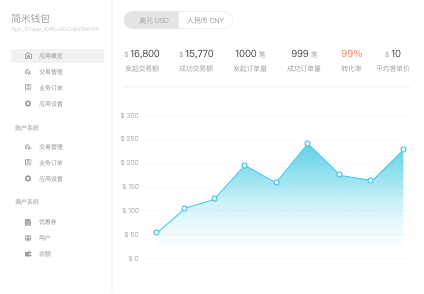 简米钱包
应用概览
交易管理
业务订单
应用设置
账户系统
交易管理
业务订单
应用设置
商户系统
优惠券
用户
余额
美元 USD 人民币 CNY
$ 16,800 $ 15,770 1000 笔 999 笔 99% $ 10
发起交易额 成功交易额 发起订单量 成功订单量 转化率 平均客单价
$ 300
$ 250
$ 200
$ 150
$ 100
$ 50
$ 0